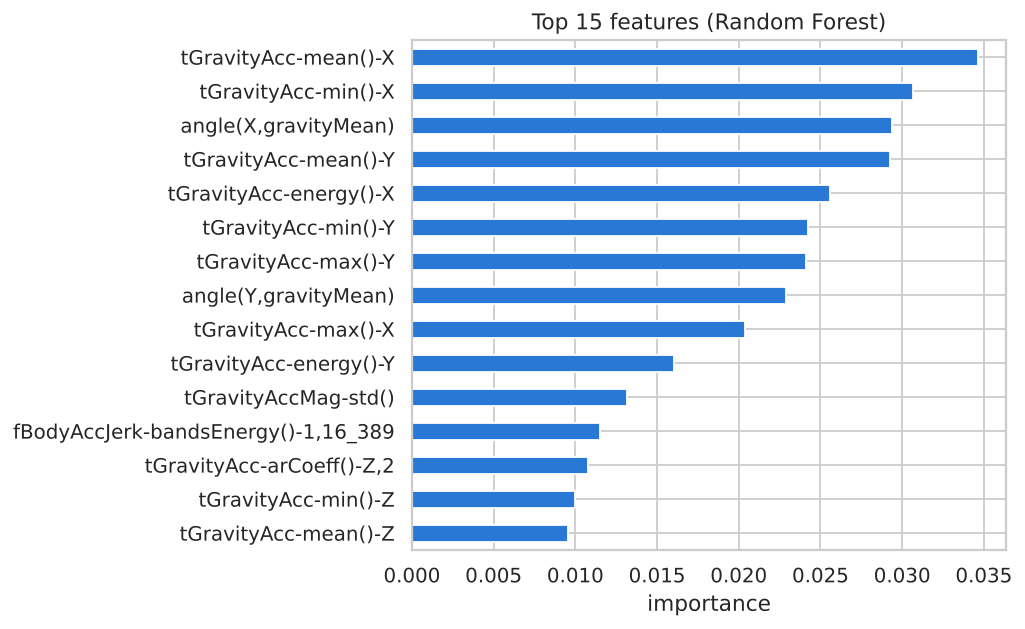 Top 15 features (Random Forest)
tGravityAcc-mean()-X
tGravityAcc-min()-X
angle(X,gravityMean)
tGravityAcc-mean()-Y
tGravityAcc-energy()-X
tGravityAcc-min()-Y
tGravityAcc-max()-Y
angle(Y,gravityMean)
tGravityAcc-max()-X
tGravityAcc-energy()-Y
tGravityAccMag-std()
fBodyAccJerk-bandsEnergy()-1,16_389
tGravityAcc-arCoeff()-Z,2
tGravityAcc-min()-Z
tGravityAcc-mean()-Z
0.000 0.005 0.010 0.015 0.020 0.025 0.030 0.035
importance